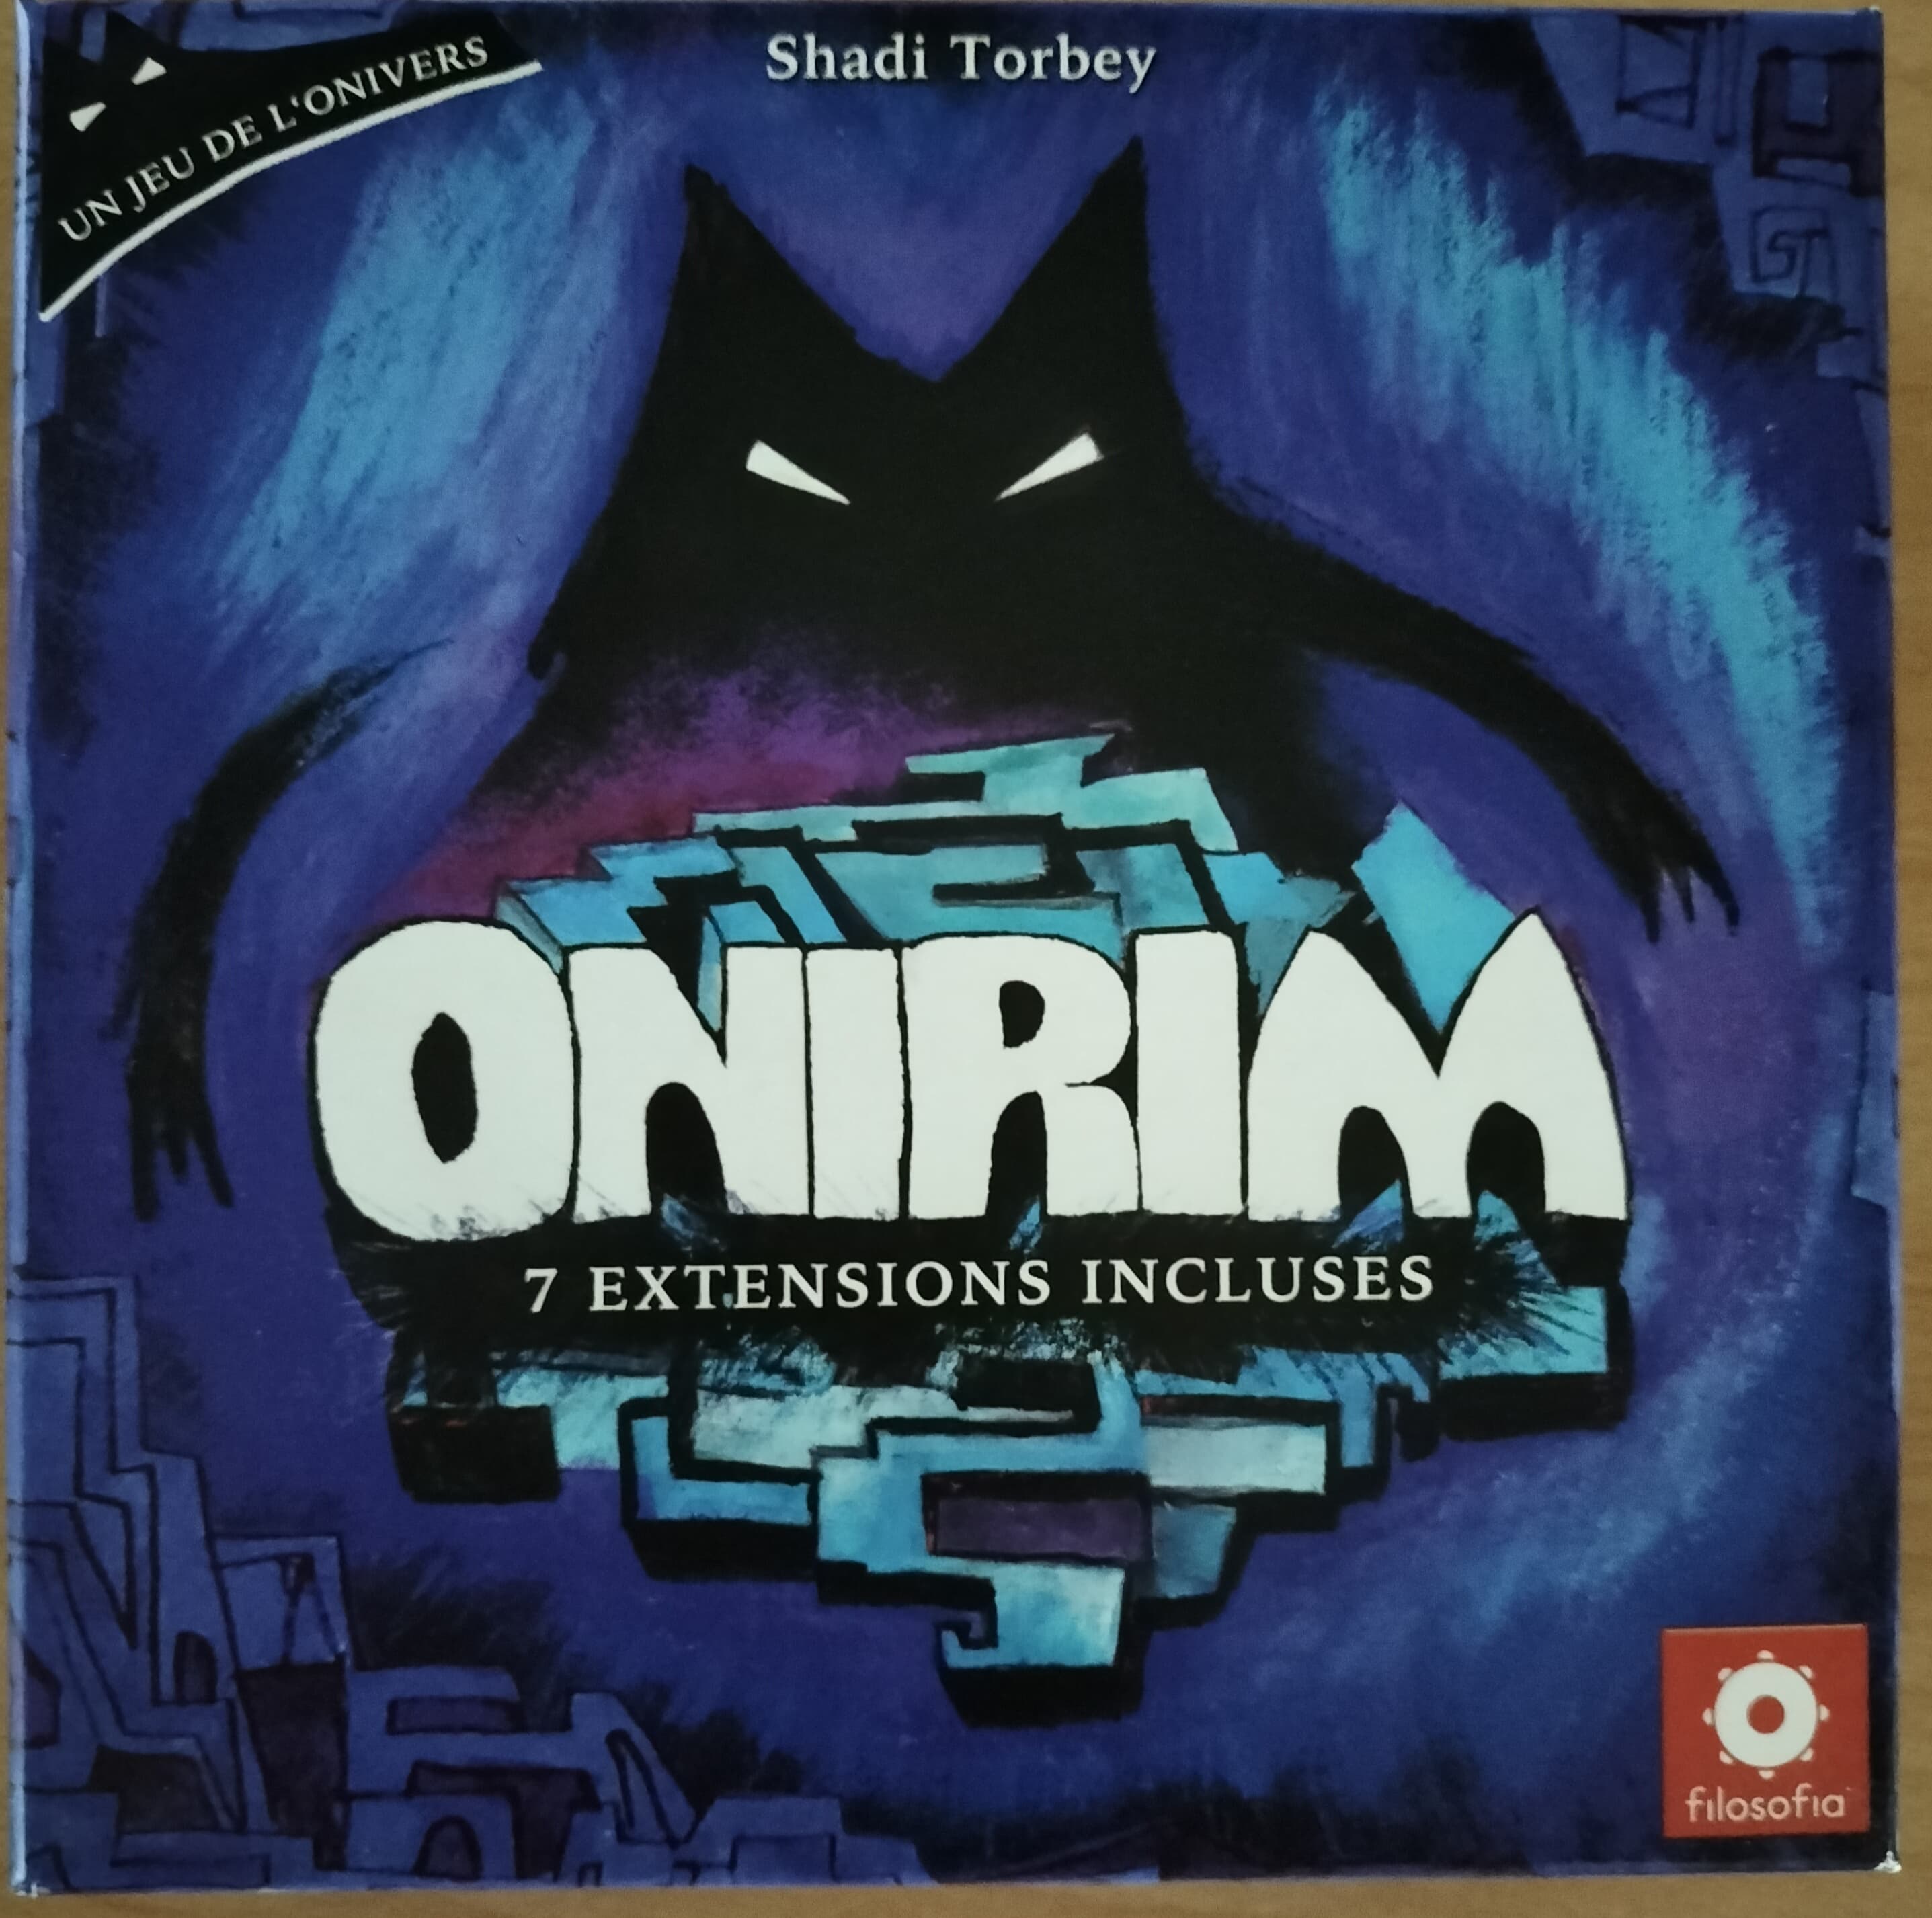 UN JEU DE L'ONIVERS
Shadi Torbey
ONIRIM
7 EXTENSIONS INCLUSES
filosofia